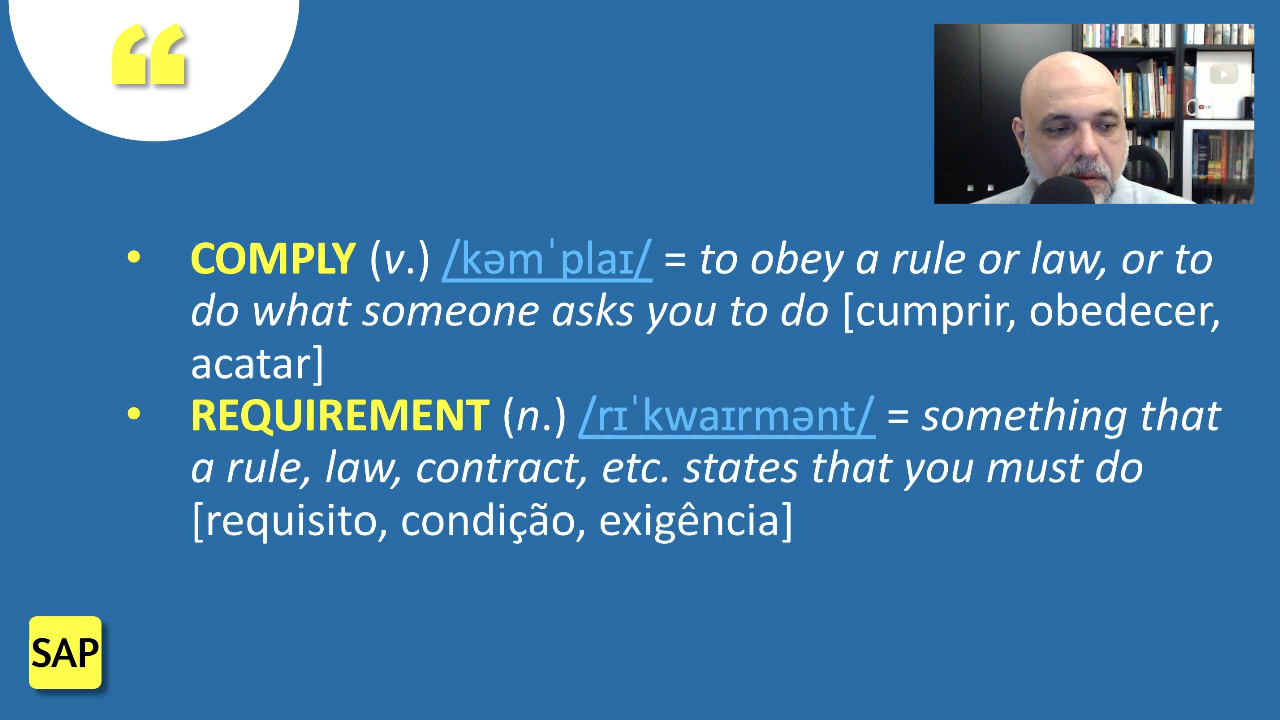 “
• COMPLY (v.) /kəmˈplaɪ/ = to obey a rule or law, or to
do what someone asks you to do [cumprir, obedecer,
acatar]
• REQUIREMENT (n.) /rɪˈkwaɪrmənt/ = something that
a rule, law, contract, etc. states that you must do
[requisito, condição, exigência]
SAP